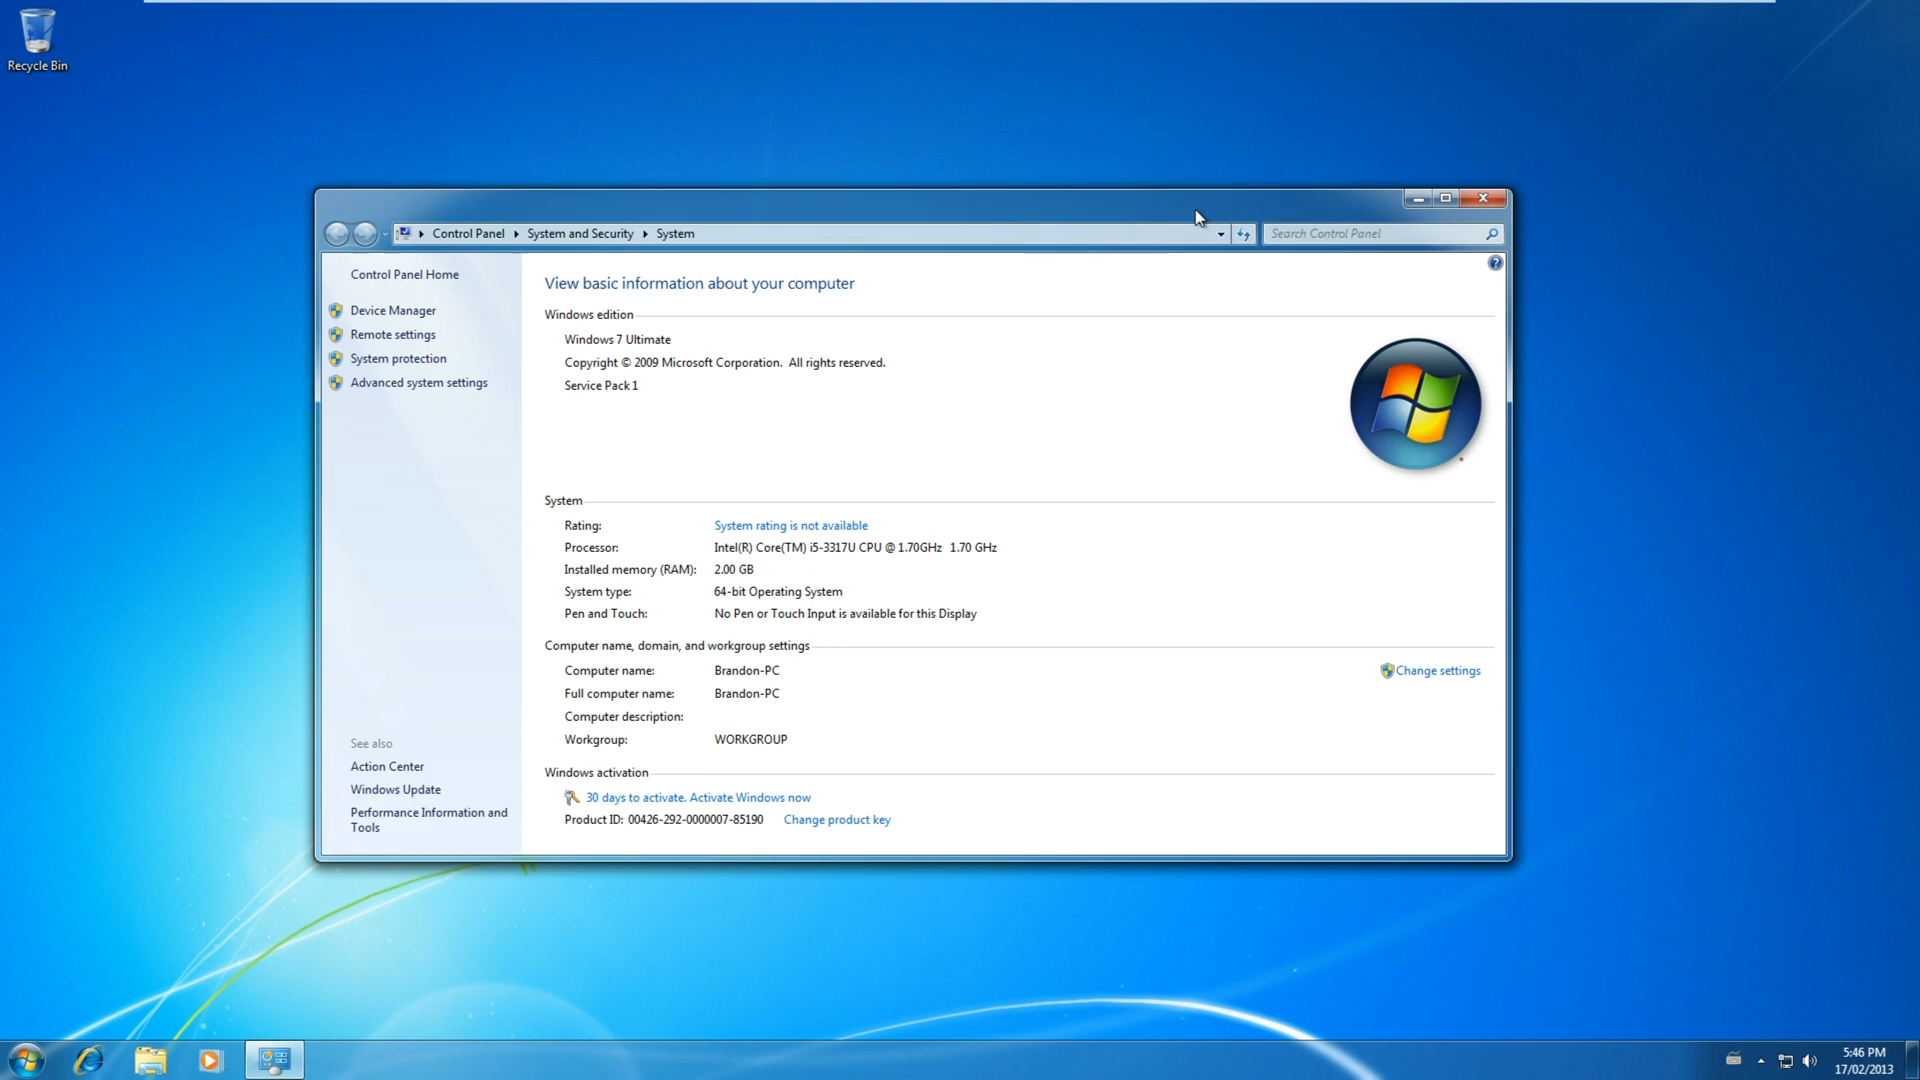 Recycle Bin
Control Panel System and Security System
Search Control Panel
Control Panel Home
Device Manager
Remote settings
System protection
Advanced system settings
See also
Action Center
Windows Update
Performance Information and
Tools
View basic information about your computer
Windows edition
Windows 7 Ultimate
Copyright © 2009 Microsoft Corporation. All rights reserved.
Service Pack 1
System
Rating: System rating is not available
Processor: Intel(R) Core(TM) i5-3317U CPU @ 1.70GHz 1.70 GHz
Installed memory (RAM): 2.00 GB
System type: 64-bit Operating System
Pen and Touch: No Pen or Touch Input is available for this Display
Computer name, domain, and workgroup settings
Computer name: Brandon-PC Change settings
Full computer name: Brandon-PC
Computer description:
Workgroup: WORKGROUP
Windows activation
30 days to activate. Activate Windows now
Product ID: 00426-292-0000007-85190 Change product key
5:46 PM
17/02/2013